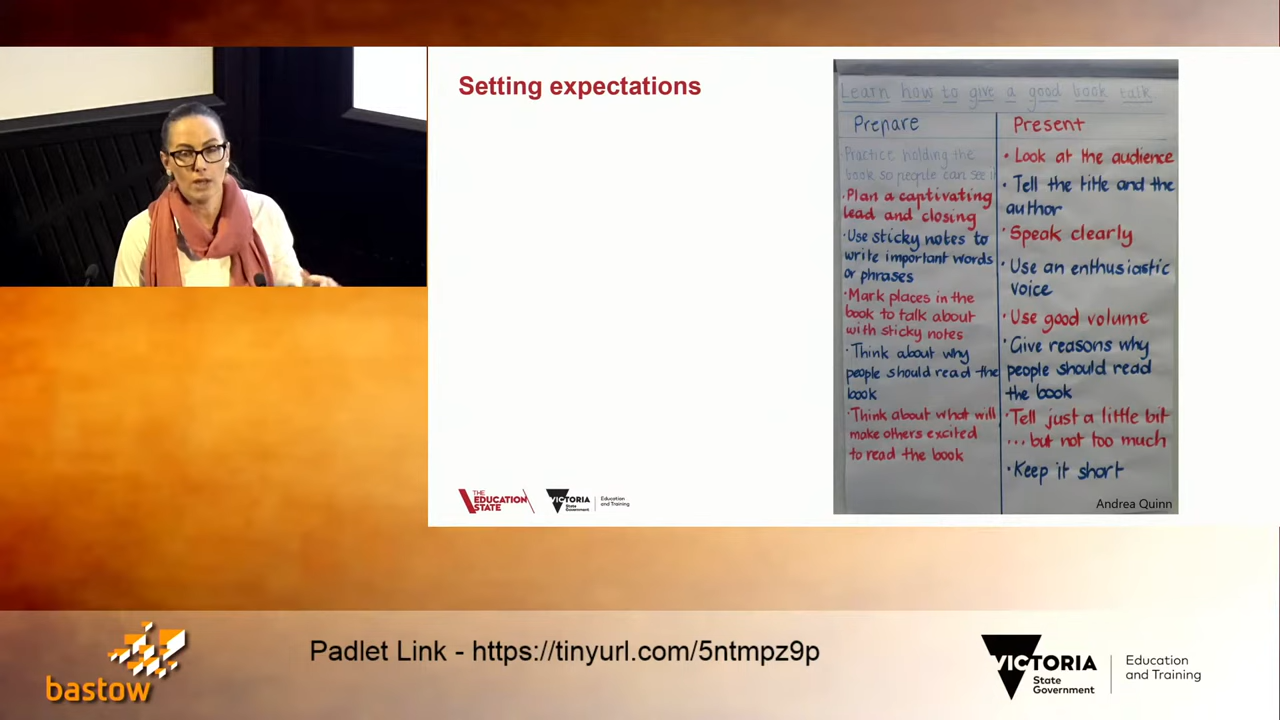 Setting expectations
Learn how to give a good book talk
Prepare
Practice holding the
book so people can see it
·Plan a captivating
lead and closing
·Use sticky notes to
write important words
or phrases
·Mark places in the
book to talk about
with sticky notes
·Think about why
people should read the
book
·Think about what will
make others excited
to read the book
Present
·Look at the audience
·Tell the title and the
author
·Speak clearly
·Use an enthusiastic
voice
·Use good volume
·Give reasons why
people should read
the book
·Tell just a little bit
...but not too much
·Keep it short
Andrea Quinn
THE
EDUCATION
STATE
VICTORIA
State
Government
Education
and Training
bastow
Padlet Link - https://tinyurl.com/5ntmpz9p
VICTORIA
State
Government
Education
and Training